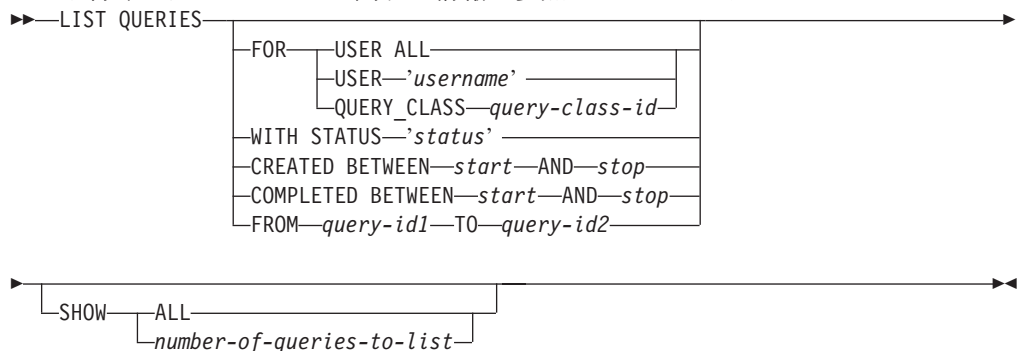 LIST QUERIES
FOR USER ALL
USER ’username’
QUERY_CLASS query-class-id
WITH STATUS ’status’
CREATED BETWEEN start AND stop
COMPLETED BETWEEN start AND stop
FROM query-id1 TO query-id2
SHOW ALL
number-of-queries-to-list